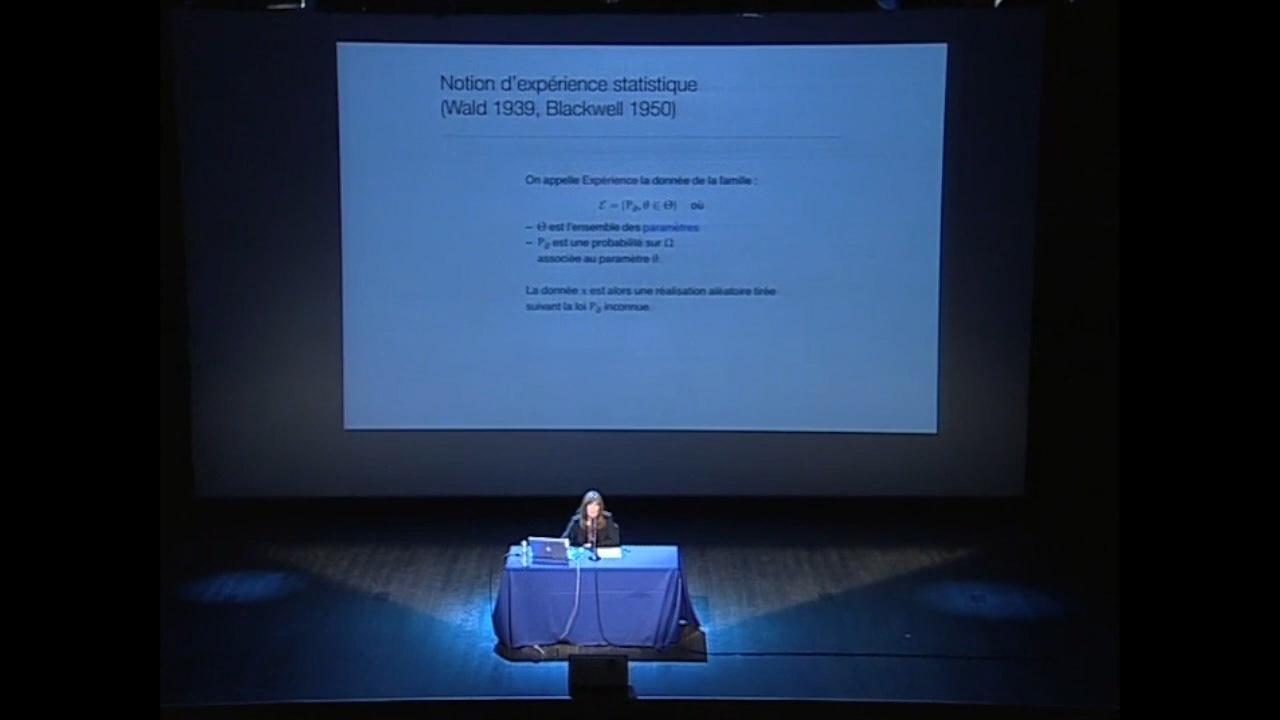 Notion d'expérience statistique
(Wald 1939, Blackwell 1950)
On appelle Expérience la donnée de la famille :
ℰ = {P_θ, θ ∈ Θ} où
– Θ est l'ensemble des paramètres
– P_θ est une probabilité sur Ω
associée au paramètre θ.
La donnée x est alors une réalisation aléatoire tirée
suivant la loi P_θ inconnue.